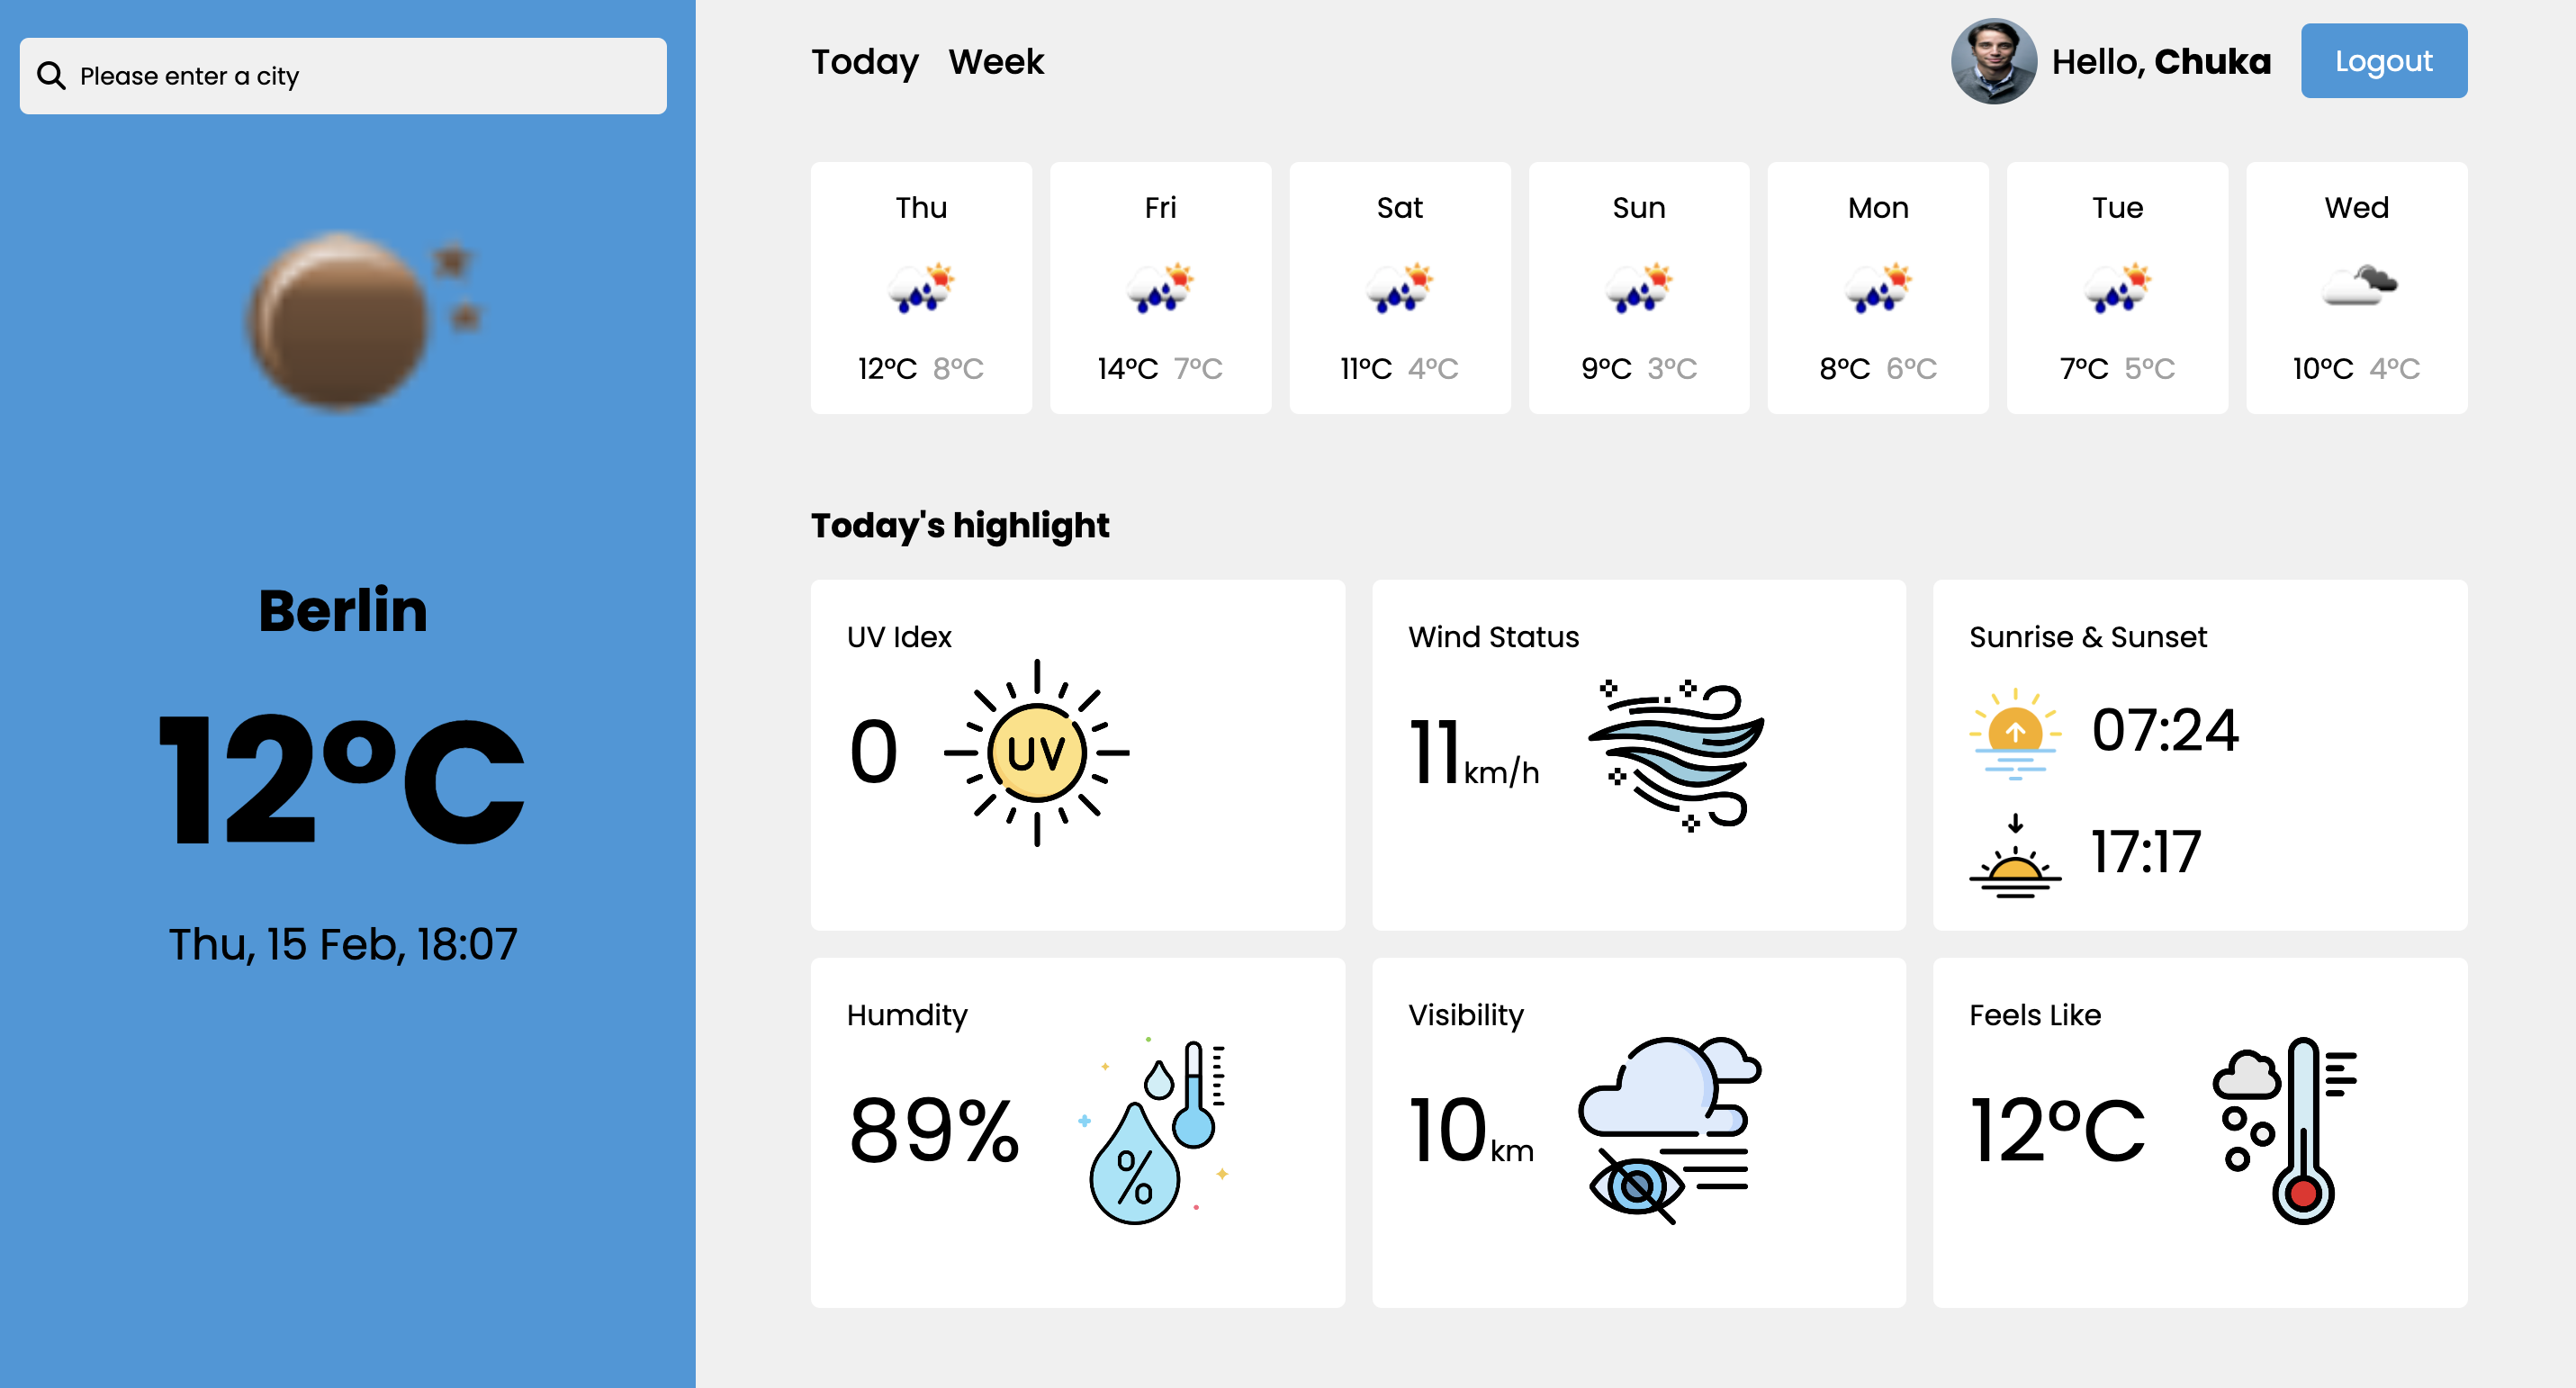 Please enter a city
Berlin
12°C
Thu, 15 Feb, 18:07
Today Week
Hello, Chuka
Logout
Thu
12°C 8°C
Fri
14°C 7°C
Sat
11°C 4°C
Sun
9°C 3°C
Mon
8°C 6°C
Tue
7°C 5°C
Wed
10°C 4°C
Today's highlight
UV Idex
0
UV
Wind Status
11km/h
Sunrise & Sunset
07:24
17:17
Humdity
89%
%
Visibility
10km
Feels Like
12°C